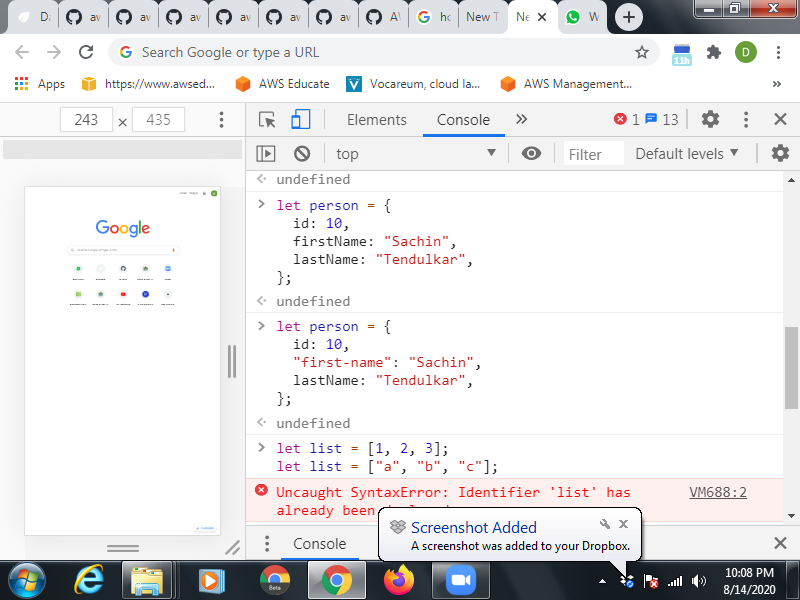 Da
av
av
av
av
av
av
AV
ho
New T
Ne
W
Search Google or type a URL
11h
D
Apps
https://www.awsed...
AWS Educate
Vocareum, cloud la...
AWS Management...
243 × 435
Elements
Console
1
13
top
Filter
Default levels
undefined
let person = {
id: 10,
firstName: "Sachin",
lastName: "Tendulkar",
};
undefined
let person = {
id: 10,
"first-name": "Sachin",
lastName: "Tendulkar",
};
undefined
let list = [1, 2, 3];
let list = ["a", "b", "c"];
Uncaught SyntaxError: Identifier 'list' has VM688:2
already been
Google
Console
Screenshot Added
A screenshot was added to your Dropbox.
Beta
10:08 PM
8/14/2020